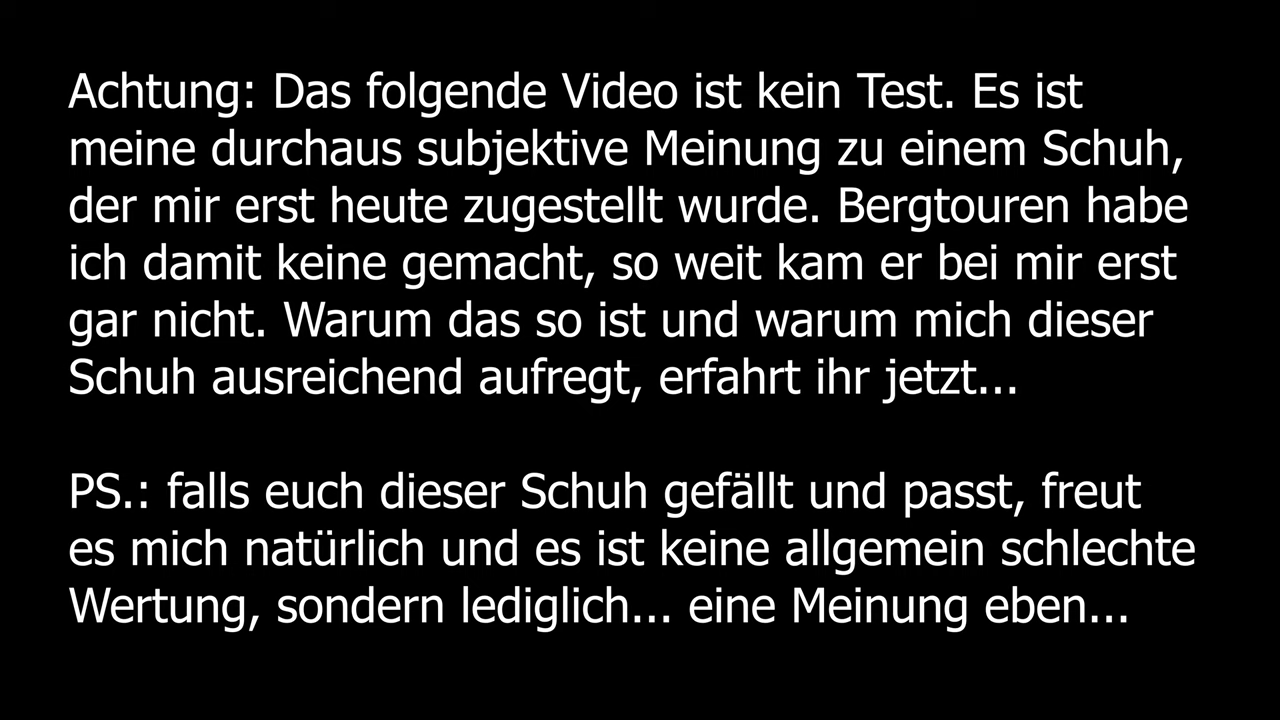 Achtung: Das folgende Video ist kein Test. Es ist
meine durchaus subjektive Meinung zu einem Schuh,
der mir erst heute zugestellt wurde. Bergtouren habe
ich damit keine gemacht, so weit kam er bei mir erst
gar nicht. Warum das so ist und warum mich dieser
Schuh ausreichend aufregt, erfahrt ihr jetzt...
PS.: falls euch dieser Schuh gefällt und passt, freut
es mich natürlich und es ist keine allgemein schlechte
Wertung, sondern lediglich... eine Meinung eben...